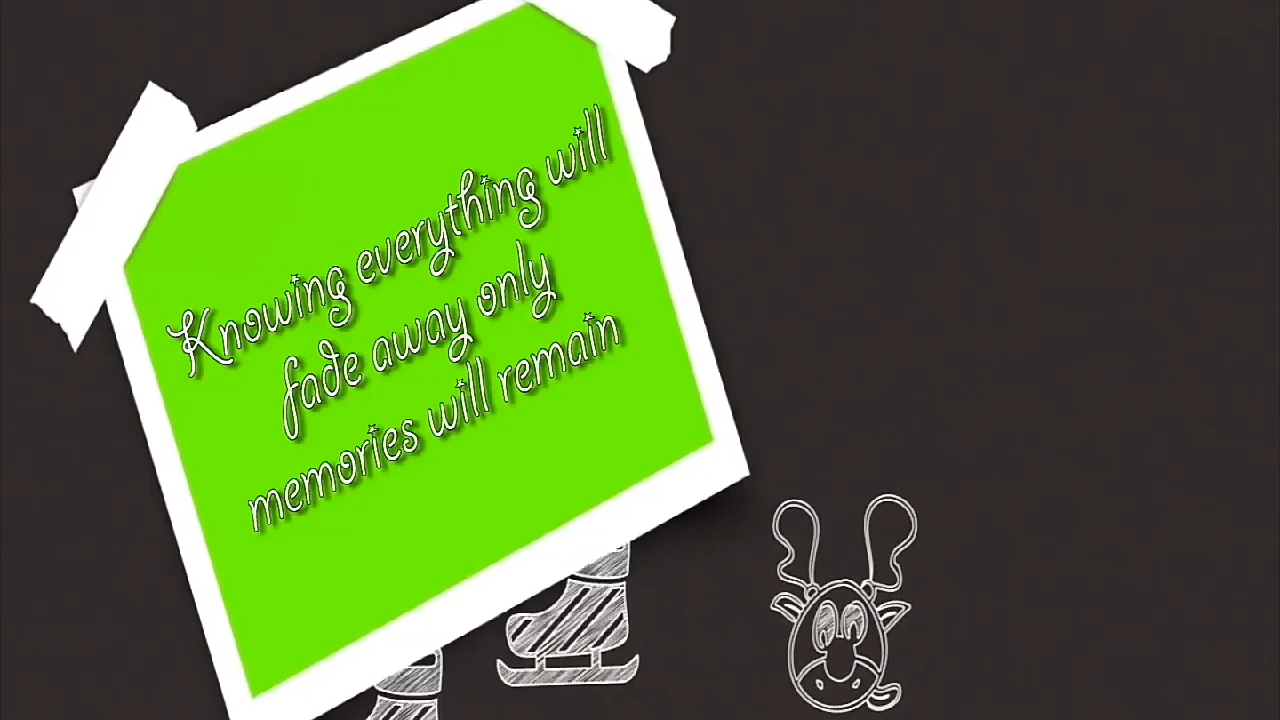 Knowing everything will
fade away only
memories will remain